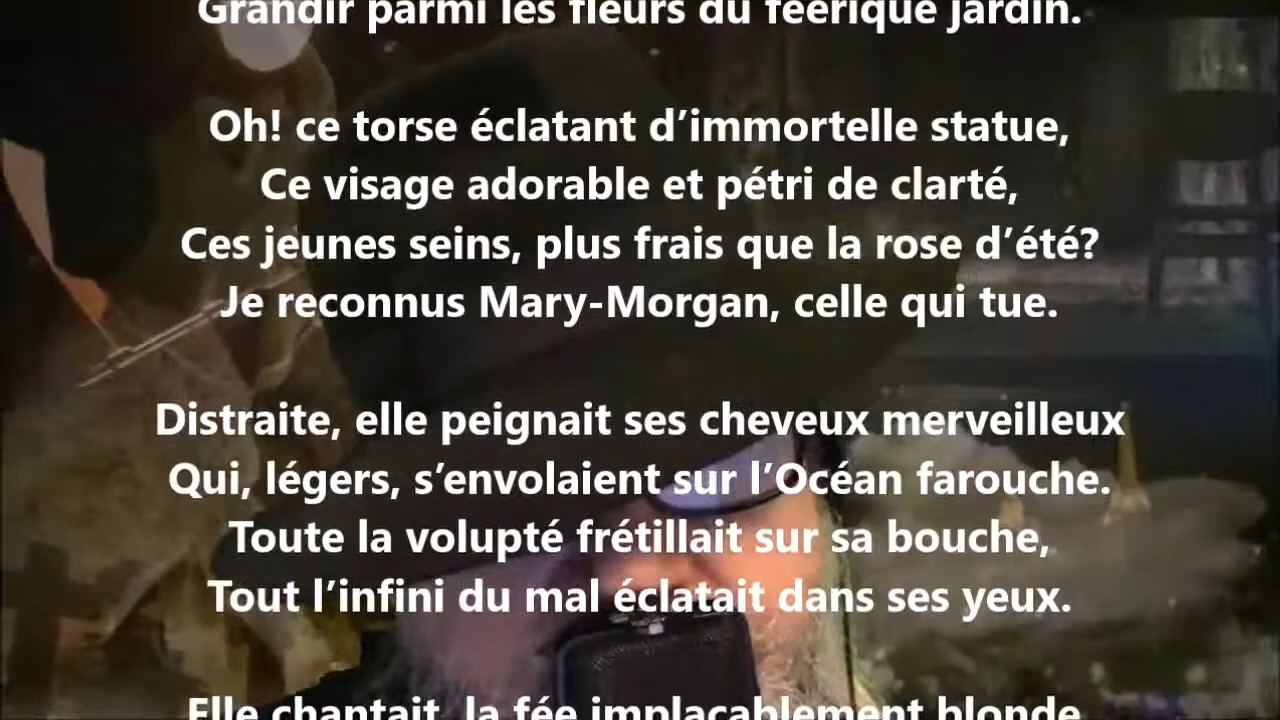 Grandir parmi les fleurs du féerique jardin.
Oh! ce torse éclatant d’immortelle statue,
Ce visage adorable et pétri de clarté,
Ces jeunes seins, plus frais que la rose d’été?
Je reconnus Mary-Morgan, celle qui tue.
Distraite, elle peignait ses cheveux merveilleux
Qui, légers, s’envolaient sur l’Océan farouche.
Toute la volupté frétillait sur sa bouche,
Tout l’infini du mal éclatait dans ses yeux.
Elle chantait, la fée implacablement blonde